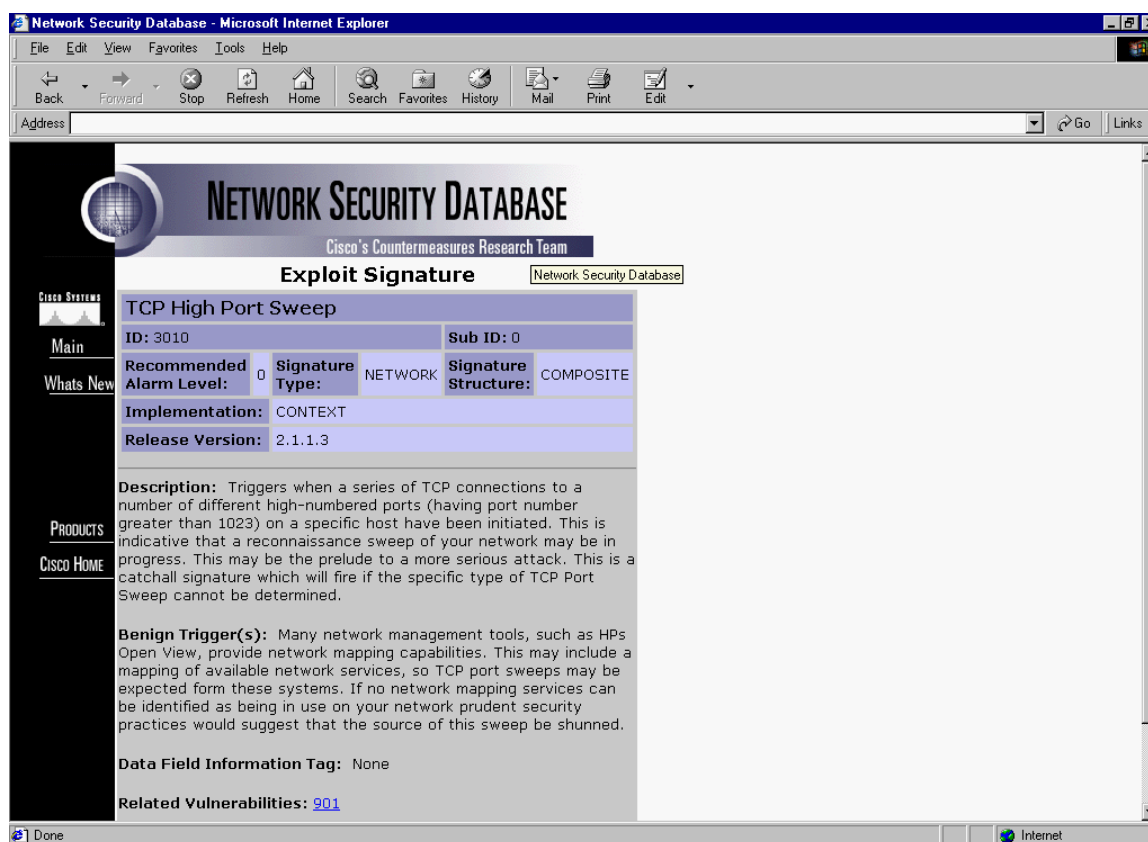 Network Security Database - Microsoft Internet Explorer
File Edit View Favorites Tools Help
Back Forward Stop Refresh Home Search Favorites History Mail Print Edit
Address Go Links
NETWORK SECURITY DATABASE
Cisco's Countermeasures Research Team
Exploit Signature
Network Security Database
CISCO SYSTEMS
Main
Whats New
PRODUCTS
CISCO HOME
TCP High Port Sweep
ID: 3010 Sub ID: 0
Recommended Alarm Level: 0 Signature Type: NETWORK Signature Structure: COMPOSITE
Implementation: CONTEXT
Release Version: 2.1.1.3
Description: Triggers when a series of TCP connections to a
number of different high-numbered ports (having port number
greater than 1023) on a specific host have been initiated. This is
indicative that a reconnaissance sweep of your network may be in
progress. This may be the prelude to a more serious attack. This is a
catchall signature which will fire if the specific type of TCP Port
Sweep cannot be determined.
Benign Trigger(s): Many network management tools, such as HPs
Open View, provide network mapping capabilities. This may include a
mapping of available network services, so TCP port sweeps may be
expected form these systems. If no network mapping services can
be identified as being in use on your network prudent security
practices would suggest that the source of this sweep be shunned.
Data Field Information Tag: None
Related Vulnerabilities: 901
Done Internet